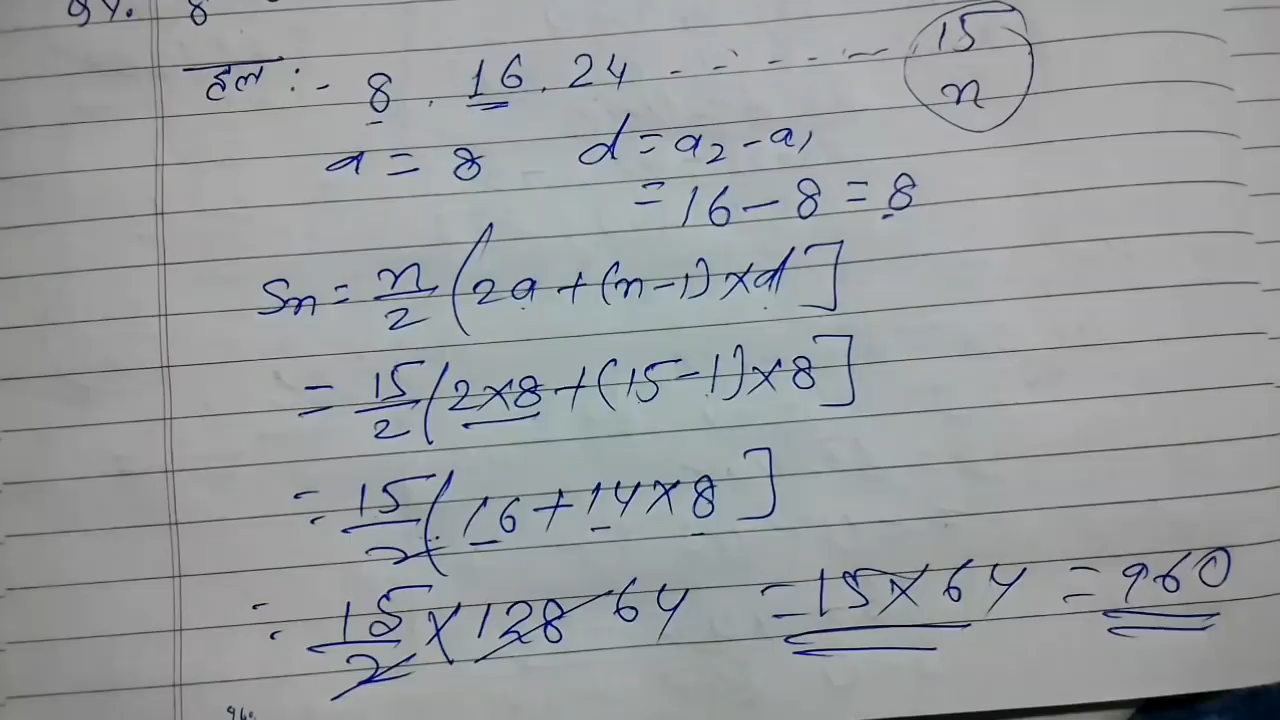 8
हल :- 8, 16, 24 - - - - - - 15/n
a = 8 d = a₂ - a₁
= 16 - 8 = 8
Sn = n/2 (2a + (n-1) × d]
= 15/2 (2×8 + (15-1) × 8]
= 15/2 (16 + 14 × 8]
= 15/2 × 128 64 = 15 × 64 = 960